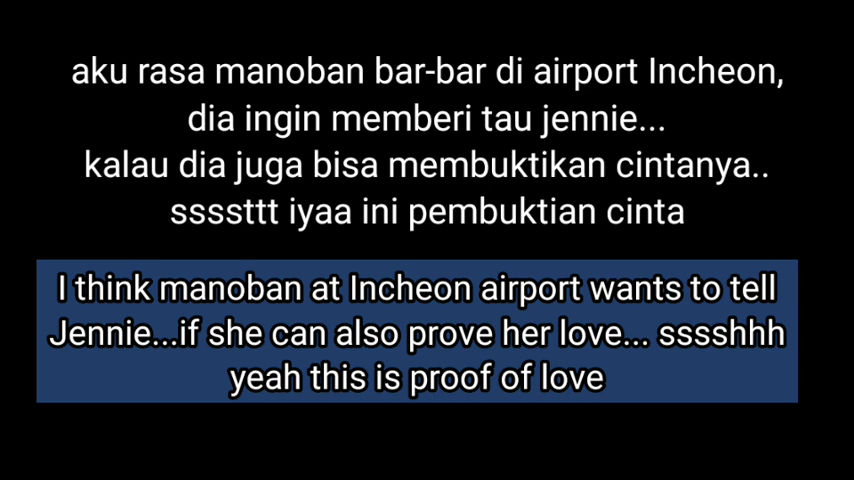 aku rasa manoban bar-bar di airport Incheon,
dia ingin memberi tau jennie...
kalau dia juga bisa membuktikan cintanya..
sssssttt iyaa ini pembuktian cinta
I think manoban at Incheon airport wants to tell
Jennie...if she can also prove her love... sssshhh
yeah this is proof of love